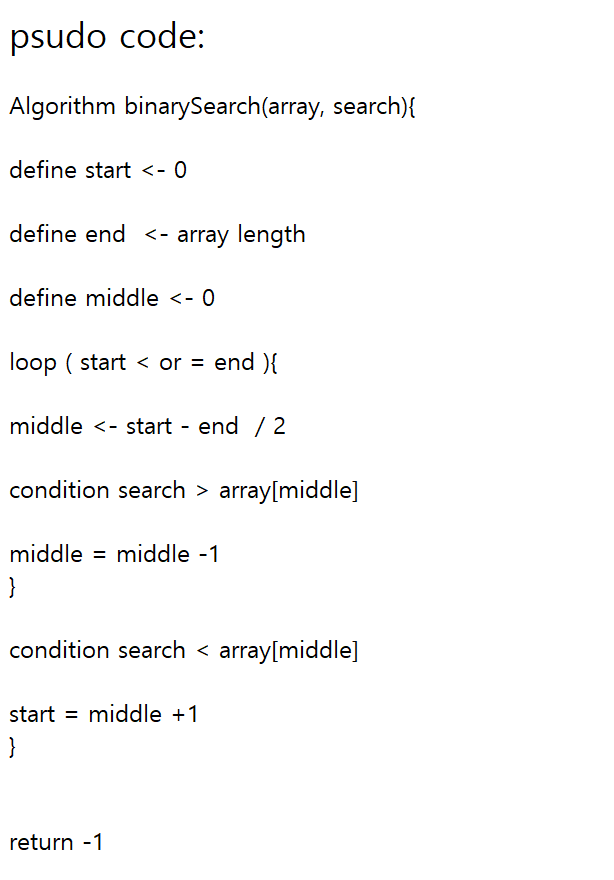 psudo code:
Algorithm binarySearch(array, search){
define start <- 0
define end  <- array length
define middle <- 0
loop ( start < or = end ){
middle <- start - end  / 2
condition search > array[middle]
middle = middle -1
}
condition search < array[middle]
start = middle +1
}
return -1